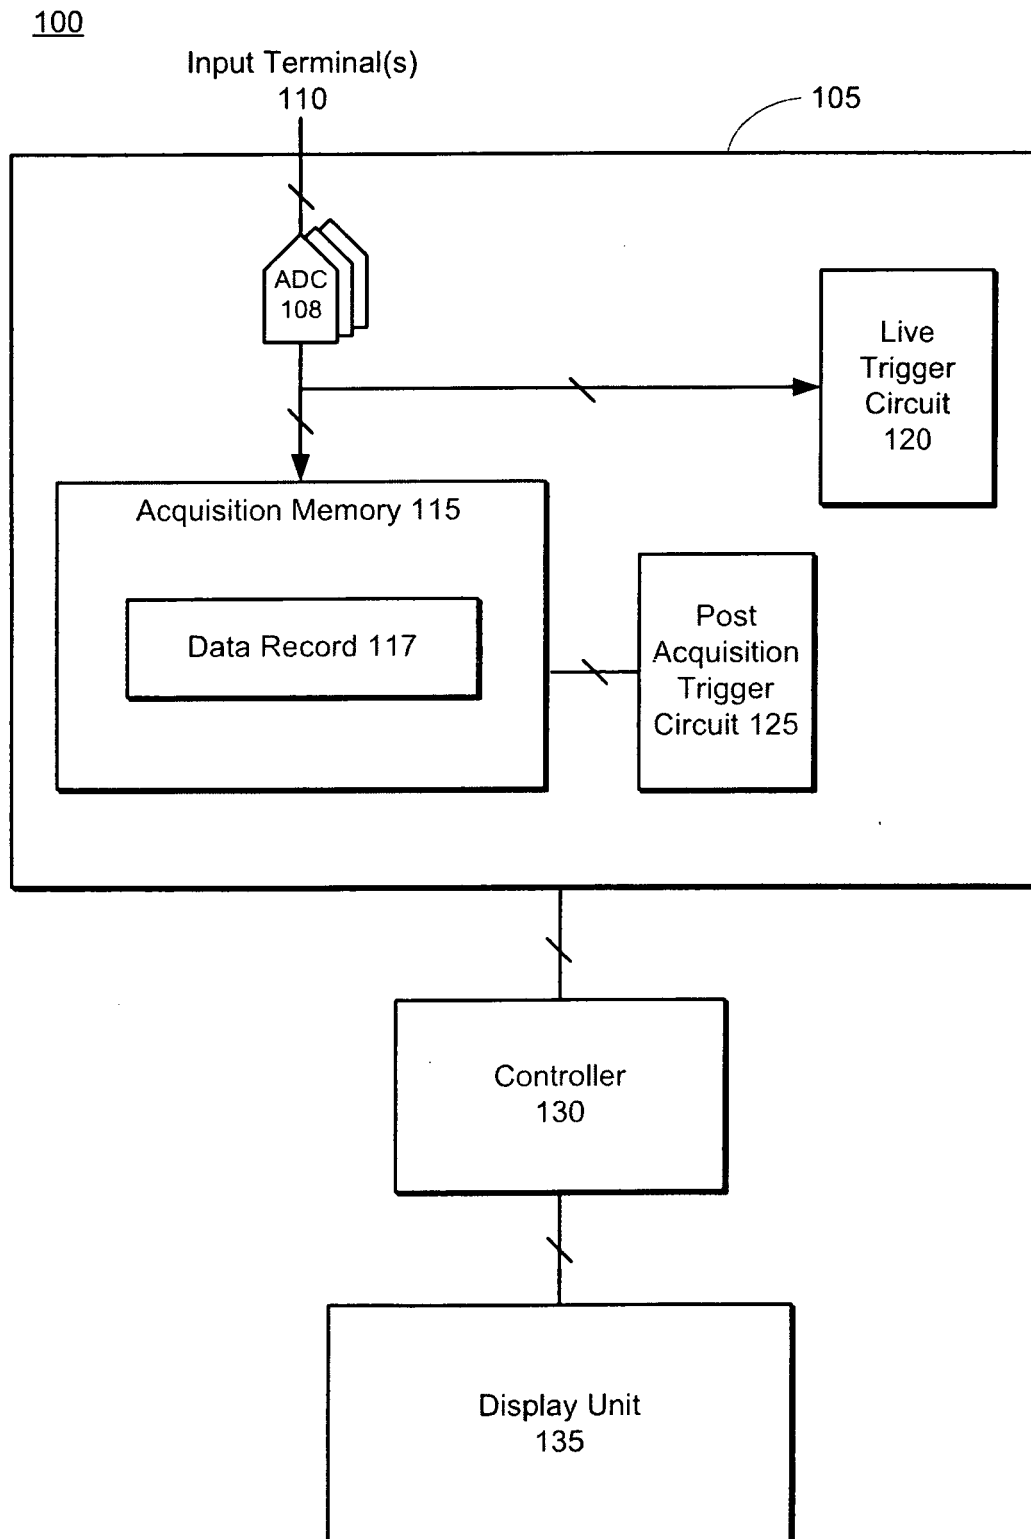 100
Input Terminal(s)
110
105
ADC
108
Live
Trigger
Circuit
120
Acquisition Memory 115
Data Record 117
Post
Acquisition
Trigger
Circuit 125
Controller
130
Display Unit
135